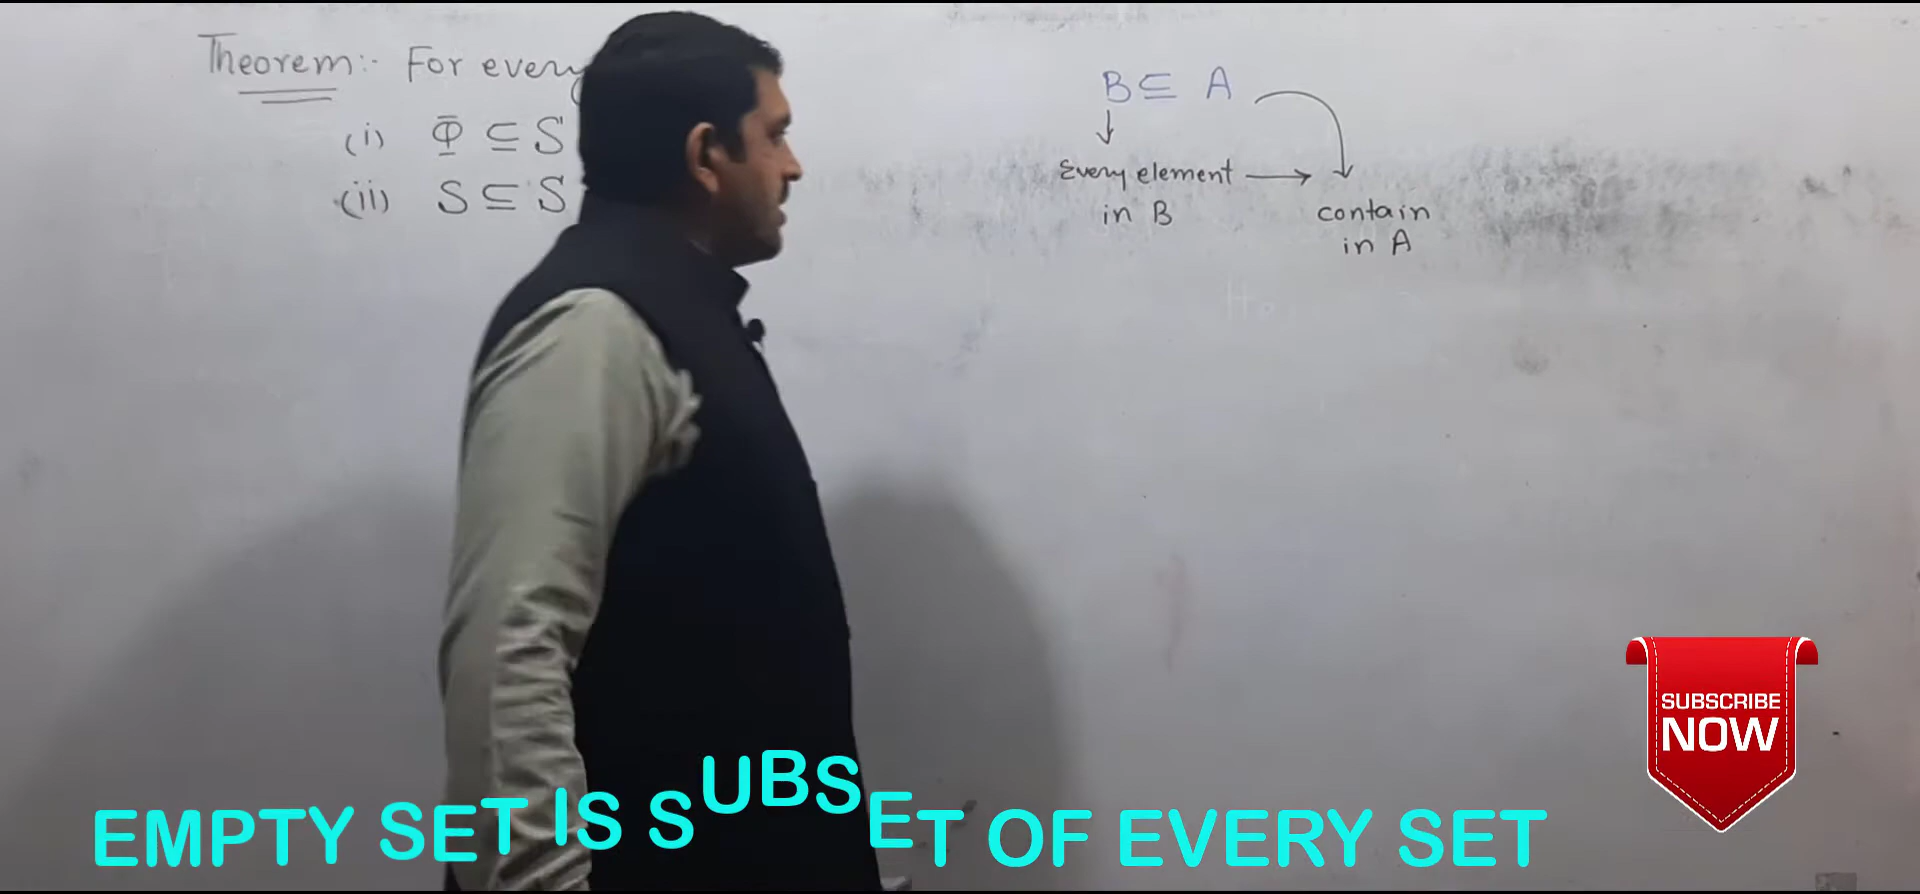 Theorem:- For every
(i) Φ ⊆ S
(ii) S ⊆ S
B ⊆ A
Every element → contain
in B
in A
EMPTY SET IS SUBSET OF EVERY SET
SUBSCRIBE
NOW